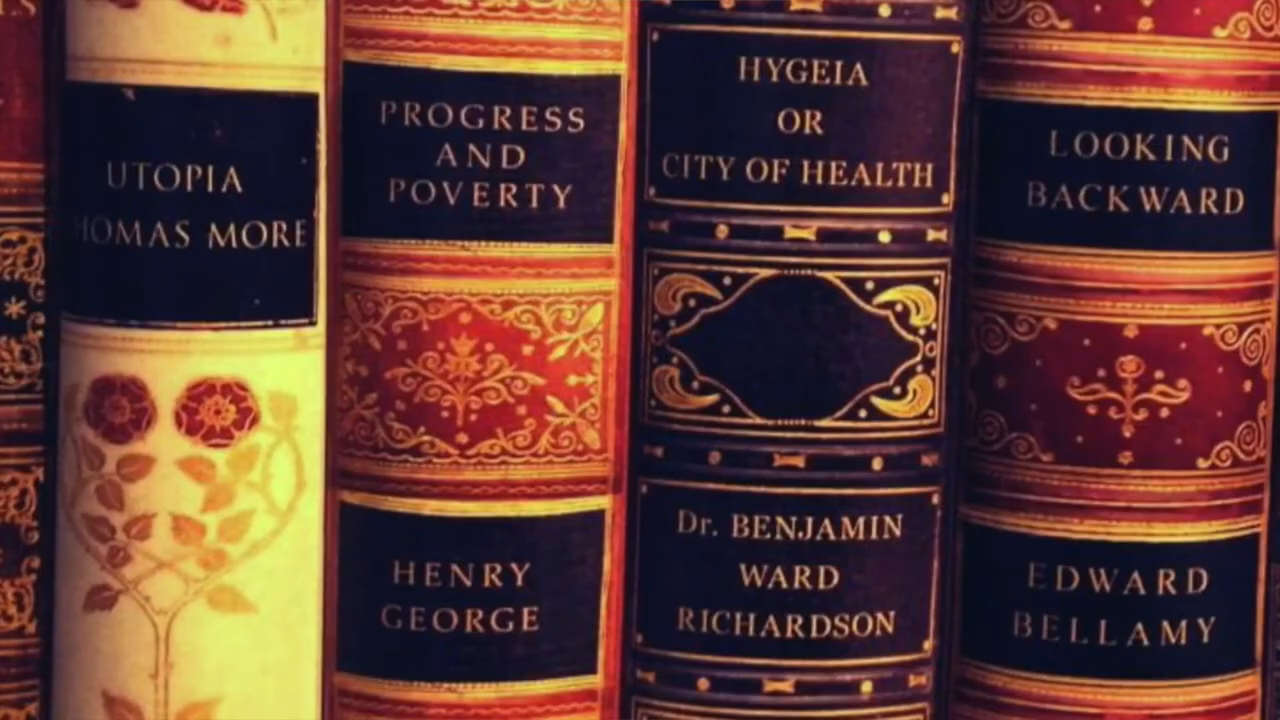 UTOPIA
THOMAS MORE
PROGRESS
AND
POVERTY
HENRY
GEORGE
HYGEIA
OR
CITY OF HEALTH
Dr. BENJAMIN
WARD
RICHARDSON
LOOKING
BACKWARD
EDWARD
BELLAMY